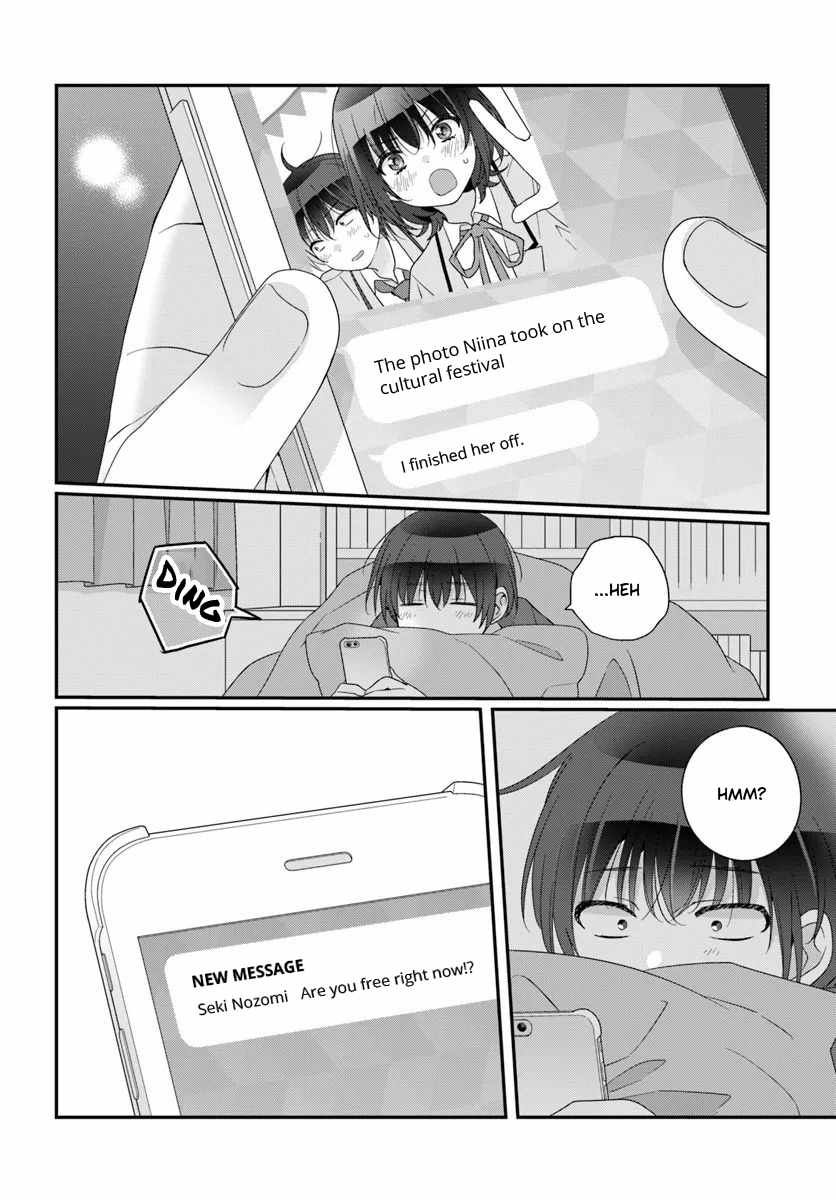 The photo Niina took on the
cultural festival
I finished her off.
...HEH
DING
HMM?
NEW MESSAGE
Seki Nozomi Are you free right now!?